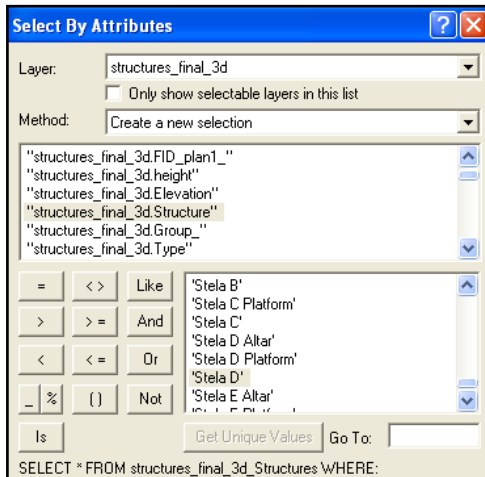 Select By Attributes
Layer: structures_final_3d
Only show selectable layers in this list
Method: Create a new selection
"structures_final_3d.FID_plan1_"
"structures_final_3d.height"
"structures_final_3d.Elevation"
"structures_final_3d.Structure"
"structures_final_3d.Group_"
"structures_final_3d.Type"
= <> Like
> >= And
< <= Or
_ % () Not
Is
'Stela B'
'Stela C Platform'
'Stela C'
'Stela D Altar'
'Stela D Platform'
'Stela D'
'Stela E Altar'
'Stela E Platform'
Get Unique Values Go To:
SELECT * FROM structures_final_3d_Structures WHERE: